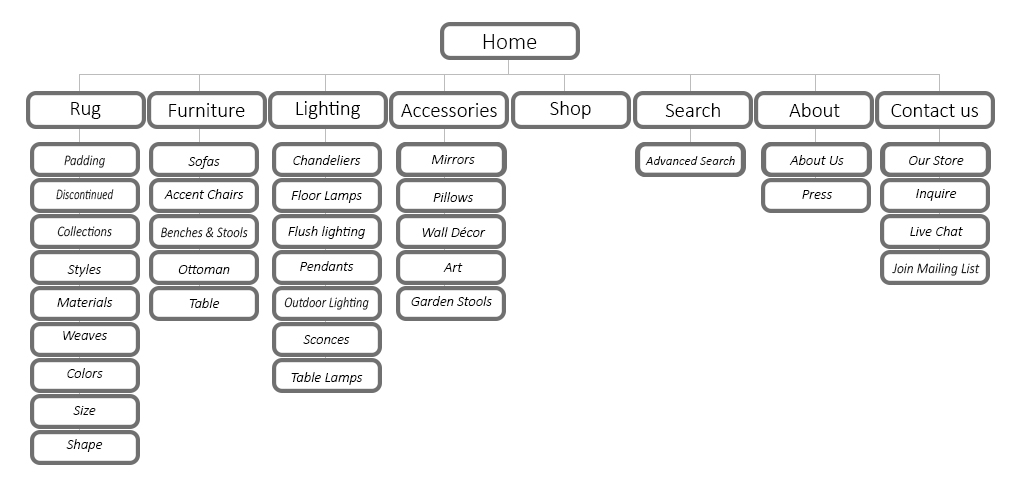 Home
Rug
Furniture
Lighting
Accessories
Shop
Search
About
Contact us
Padding
Discontinued
Collections
Styles
Materials
Weaves
Colors
Size
Shape
Sofas
Accent Chairs
Benches & Stools
Ottoman
Table
Chandeliers
Floor Lamps
Flush lighting
Pendants
Outdoor Lighting
Sconces
Table Lamps
Mirrors
Pillows
Wall Décor
Art
Garden Stools
Advanced Search
About Us
Press
Our Store
Inquire
Live Chat
Join Mailing List